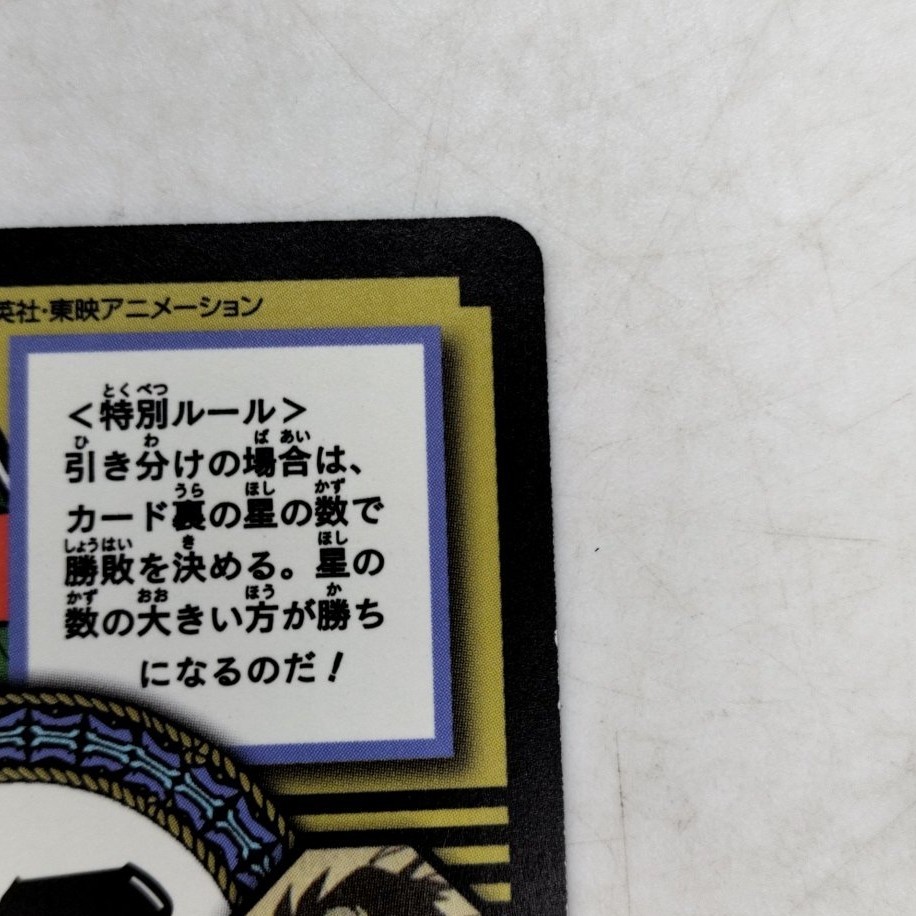 英社・東映アニメーション
＜特別ルール＞
引き分けの場合は、
カード裏の星の数で
勝敗を決める。星の
数の大きい方が勝ち
になるのだ！